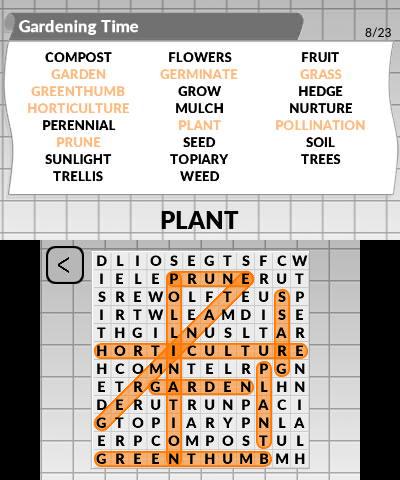 Gardening Time
8/23
COMPOST FLOWERS FRUIT
GARDEN GERMINATE GRASS
GREENTHUMB GROW HEDGE
HORTICULTURE MULCH NURTURE
PERENNIAL PLANT POLLINATION
PRUNE SEED SOIL
SUNLIGHT TOPIARY TREES
TRELLIS WEED
PLANT
<
D L I O S E G T S F C W
I E L E P R U N E R U T
S R E W O L F T E U S P
I R T W L E A M D I S E
T H G I L N U S L T A R
H O R T I C U L T U R E
H C O M N T E L R P G N
E T R G A R D E N L H N
D E R U T R U N P A C I
G T O P I A R Y P N L A
E R P C O M P O S T U L
G R E E N T H U M B M H